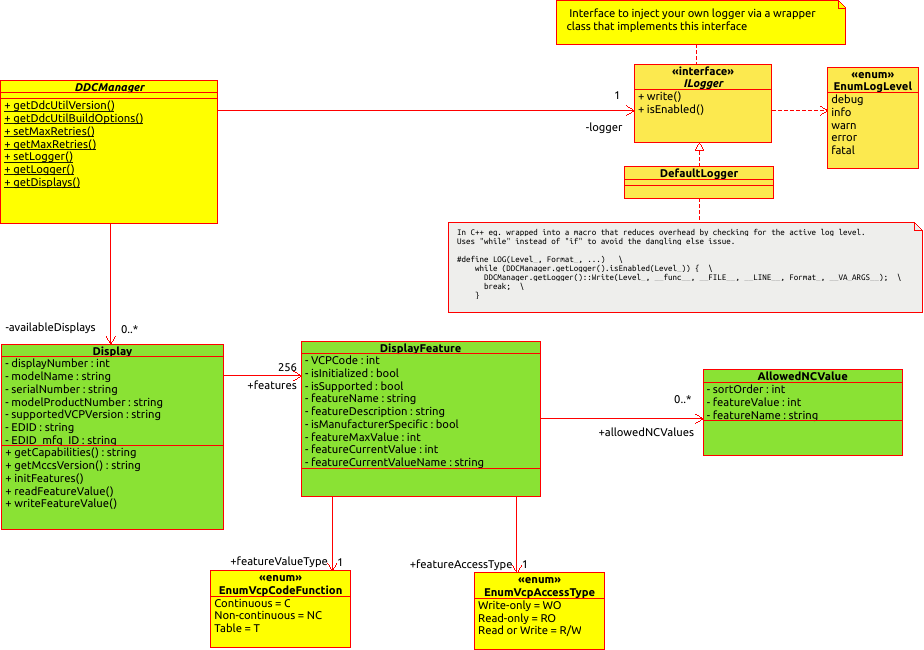 Interface to inject your own logger via a wrapper
class that implements this interface
DDCManager
+ getDdcUtilVersion()
+ getDdcUtilBuildOptions()
+ setMaxRetries()
+ getMaxRetries()
+ setLogger()
+ getLogger()
+ getDisplays()
1
-logger
«interface»
ILogger
+ write()
+ isEnabled()
«enum»
EnumLogLevel
debug
info
warn
error
fatal
DefaultLogger
In C++ eg. wrapped into a macro that reduces overhead by checking for the active log level.
Uses "while" instead of "if" to avoid the dangling else issue.
#define LOG(Level_, Format_, ...) \
while (DDCManager.getLogger().isEnabled(Level_)) { \
DDCManager.getLogger()::Write(Level_, __func__, __FILE__, __LINE__, Format_, __VA_ARGS__); \
break; \
}
-availableDisplays
0..*
Display
- displayNumber : int
- modelName : string
- serialNumber : string
- modelProductNumber : string
- supportedVCPVersion : string
- EDID : string
- EDID_mfg_ID : string
+ getCapabilities() : string
+ getMccsVersion() : string
+ initFeatures()
+ readFeatureValue()
+ writeFeatureValue()
256
+features
DisplayFeature
- VCPCode : int
- isInitialized : bool
- isSupported : bool
- featureName : string
- featureDescription : string
- isManufacturerSpecific : bool
- featureMaxValue : int
- featureCurrentValue : int
- featureCurrentValueName : string
0..*
+allowedNCValues
AllowedNCValue
- sortOrder : int
- featureValue : int
- featureName : string
+featureValueType
1
«enum»
EnumVcpCodeFunction
Continuous = C
Non-continuous = NC
Table = T
+featureAccessType
1
«enum»
EnumVcpAccessType
Write-only = WO
Read-only = RO
Read or Write = R/W